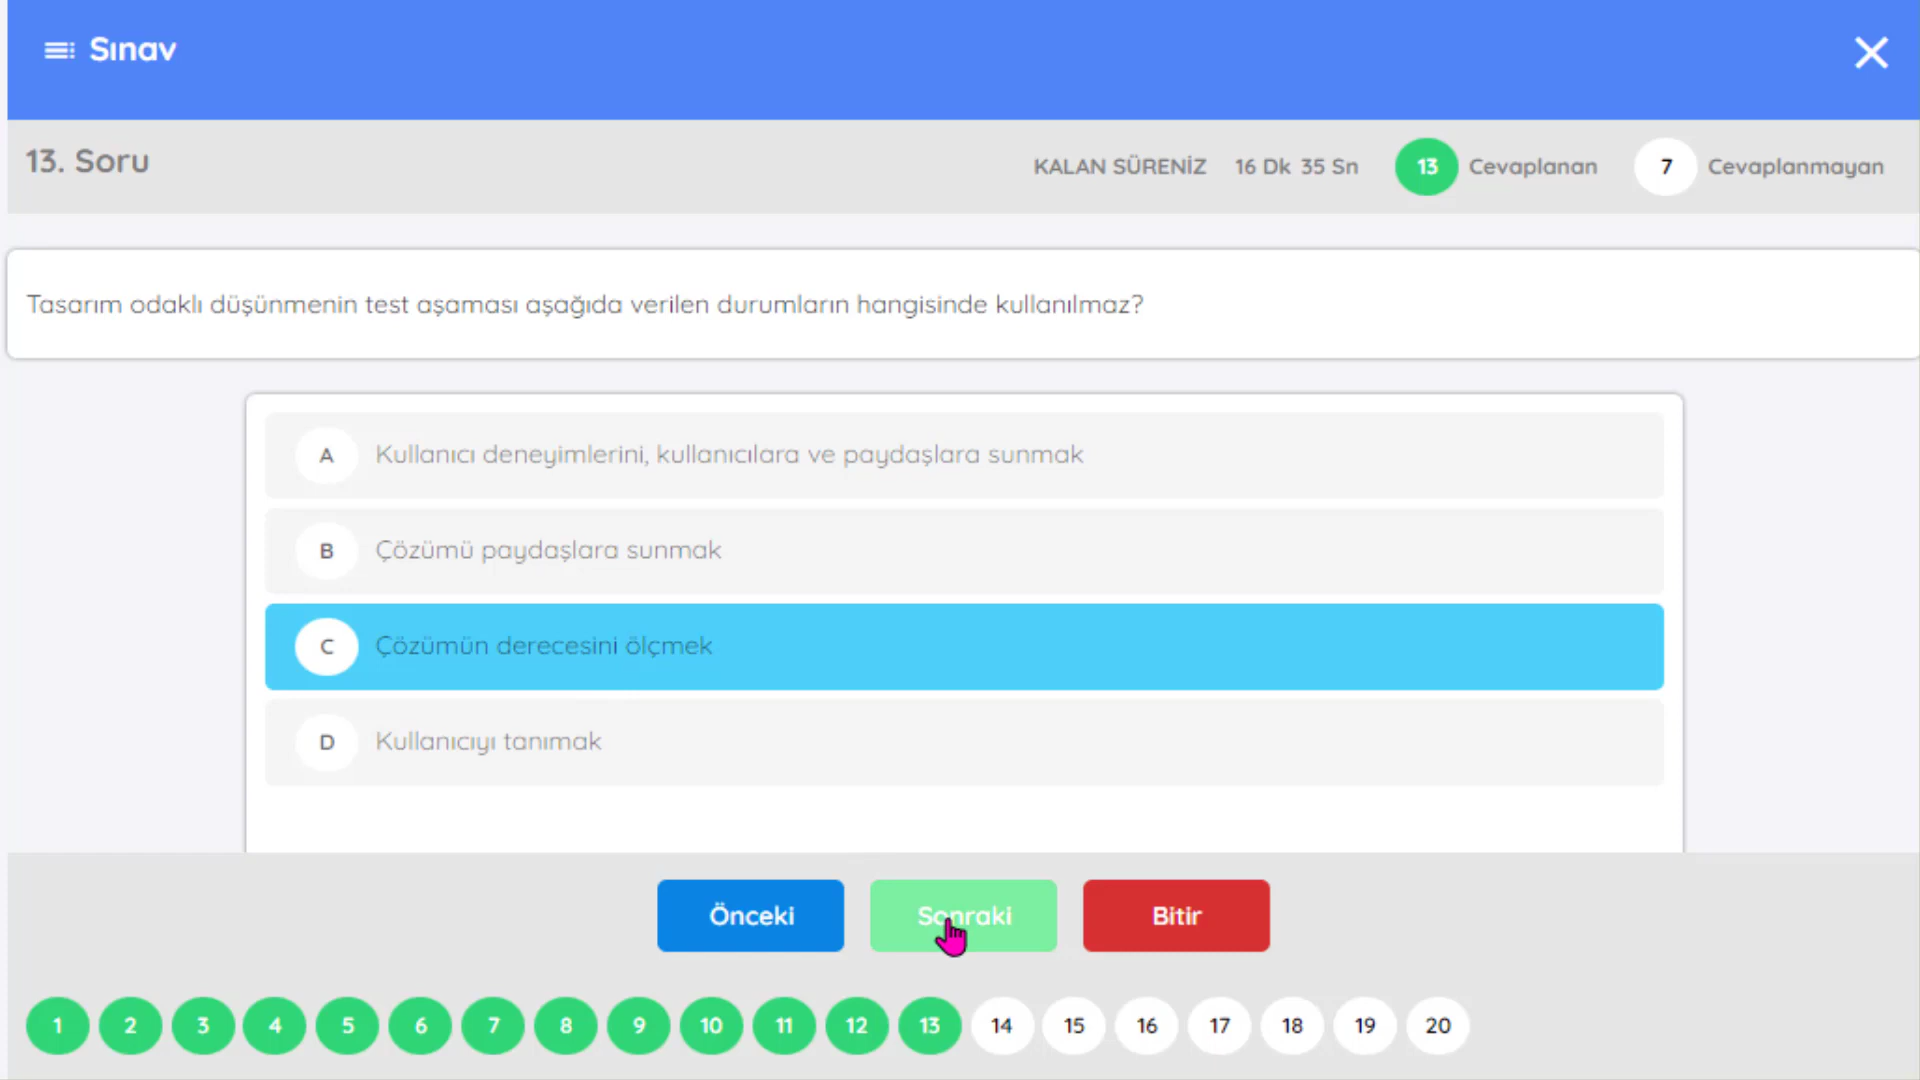 Sınav
13. Soru
KALAN SÜRENİZ 16 Dk 35 Sn 13 Cevaplanan 7 Cevaplanmayan
Tasarım odaklı düşünmenin test aşaması aşağıda verilen durumların hangisinde kullanılmaz?
A Kullanıcı deneyimlerini, kullanıcılara ve paydaşlara sunmak
B Çözümü paydaşlara sunmak
C Çözümün derecesini ölçmek
D Kullanıcıyı tanımak
Önceki Sonraki Bitir
1 2 3 4 5 6 7 8 9 10 11 12 13 14 15 16 17 18 19 20